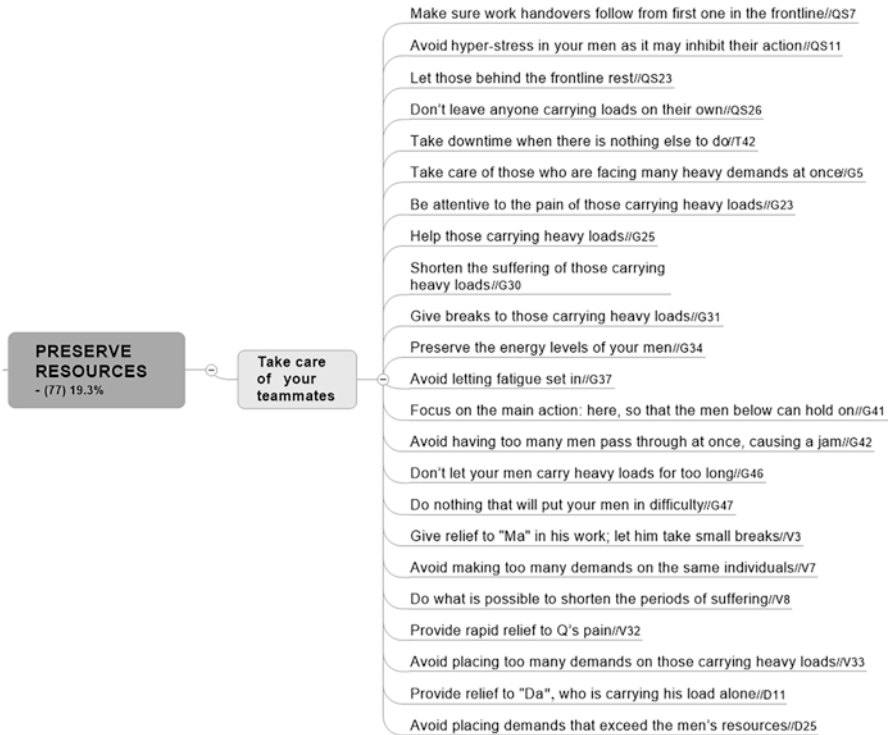 Make sure work handovers follow from first one in the frontline//QS7
Avoid hyper-stress in your men as it may inhibit their action//QS11
Let those behind the frontline rest//QS23
Don't leave anyone carrying loads on their own//QS26
Take downtime when there is nothing else to do//T42
Take care of those who are facing many heavy demands at once//G5
Be attentive to the pain of those carrying heavy loads//G23
Help those carrying heavy loads//G25
Shorten the suffering of those carrying
heavy loads//G30
Give breaks to those carrying heavy loads//G31
PRESERVE
RESOURCES
- (77) 19.3%
Take care
of your
teammates
Preserve the energy levels of your men//G34
Avoid letting fatigue set in//G37
Focus on the main action: here, so that the men below can hold on//G41
Avoid having too many men pass through at once, causing a jam//G42
Don't let your men carry heavy loads for too long//G46
Do nothing that will put your men in difficulty//G47
Give relief to "Ma" in his work; let him take small breaks//V3
Avoid making too many demands on the same individuals//V7
Do what is possible to shorten the periods of suffering//V8
Provide rapid relief to Q's pain//V32
Avoid placing too many demands on those carrying heavy loads//V33
Provide relief to "Da", who is carrying his load alone//D11
Avoid placing demands that exceed the men's resources//D25